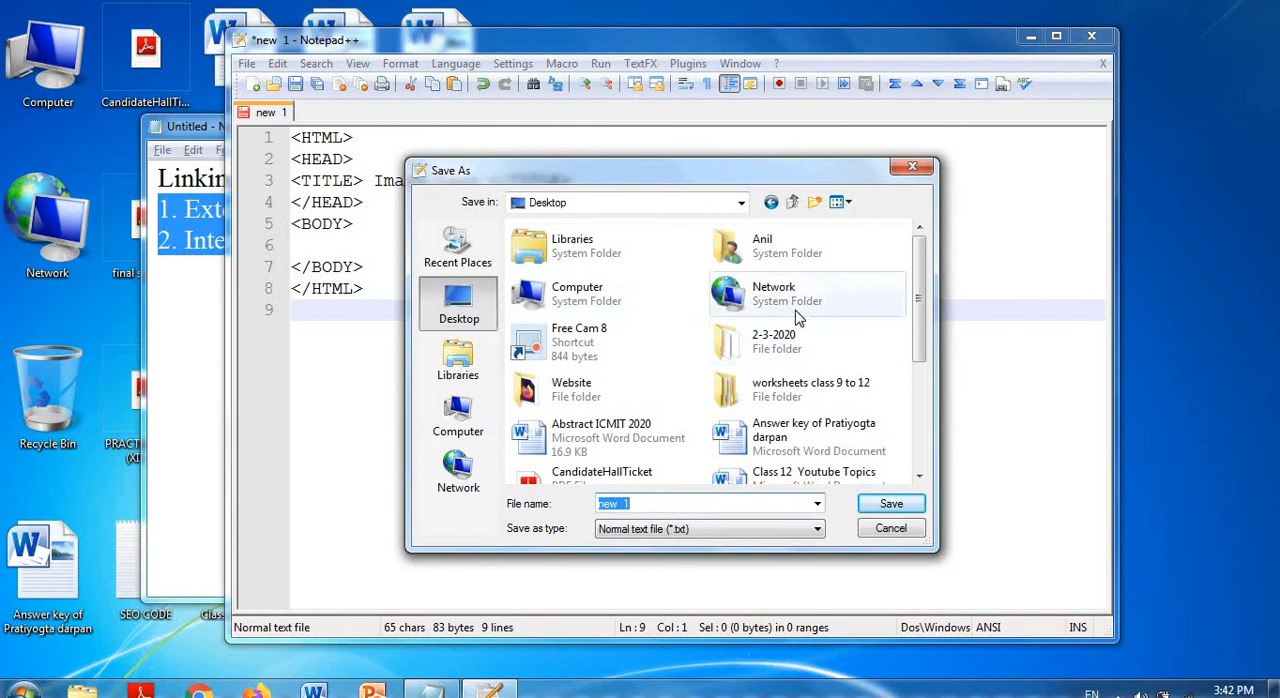 Computer
CandidateHallTi...
Network
final s
Recycle Bin
PRACT
(XI
Answer key of
Pratiyogta darpan
SEO CODE
Clas
Untitled - N
File Edit F
Linkin
1. Exte
2. Inte
*new 1 - Notepad++
File Edit Search View Format Language Settings Macro Run TextFX Plugins Window ? X
new 1
1 <HTML>
2 <HEAD>
3 <TITLE> Ima
4 </HEAD>
5 <BODY>
6
7 </BODY>
8 </HTML>
9
Save As
Save in: Desktop
Recent Places
Desktop
Libraries
Computer
Network
Libraries
System Folder
Anil
System Folder
Computer
System Folder
Network
System Folder
Free Cam 8
Shortcut
844 bytes
2-3-2020
File folder
Website
File folder
worksheets class 9 to 12
File folder
Abstract ICMIT 2020
Microsoft Word Document
16.9 KB
Answer key of Pratiyogta
darpan
Microsoft Word Document
CandidateHallTicket
Class 12 Youtube Topics
File name: new 1
Save
Save as type: Normal text file (*.txt)
Cancel
Normal text file 65 chars 83 bytes 9 lines Ln : 9 Col : 1 Sel : 0 (0 bytes) in 0 ranges Dos\Windows ANSI INS
EN
3:42 PM